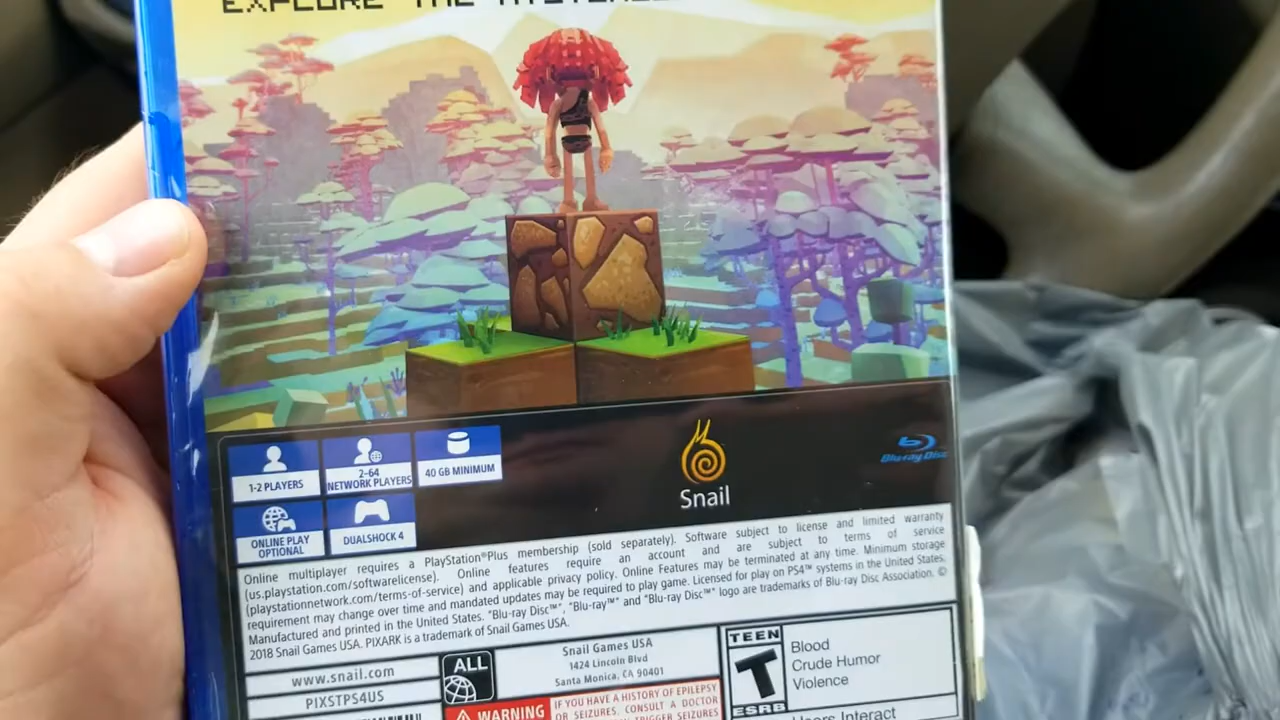 EXPLORE THE
1-2 PLAYERS
2-64
NETWORK PLAYERS
40 GB MINIMUM
ONLINE PLAY
OPTIONAL
DUALSHOCK 4
Snail
Blu-ray Disc
Online multiplayer requires a PlayStation®Plus membership (sold separately). Software subject to license and limited warranty
(us.playstation.com/softwarelicense). Online features require an account and are subject to terms of service
(playstationnetwork.com/terms-of-service) and applicable privacy policy. Online Features may be terminated at any time. Minimum storage
requirement may change over time and mandated updates may be required to play game. Licensed for play on PS4™ systems in the United States.
Manufactured and printed in the United States. "Blu-ray Disc™", "Blu-ray™" and "Blu-ray Disc™" logo are trademarks of Blu-ray Disc Association. ©
2018 Snail Games USA. PIXARK is a trademark of Snail Games USA.
www.snail.com
PIXSTPS4US
ALL
Snail Games USA
1424 Lincoln Blvd
Santa Monica, CA 90401
WARNING
IF YOU HAVE A HISTORY OF EPILEPSY
OR SEIZURES, CONSULT A DOCTOR
TRIGGER SEIZURES
TEEN
T
ESRB
Blood
Crude Humor
Violence
Users Interact